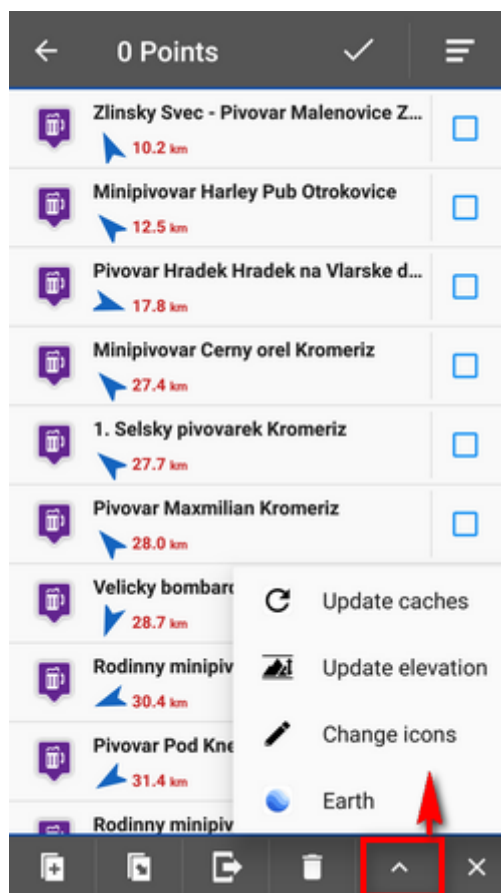 0 Points
Zlinsky Svec - Pivovar Malenovice Z...
10.2 km
Minipivovar Harley Pub Otrokovice
12.5 km
Pivovar Hradek Hradek na Vlarske d...
17.8 km
Minipivovar Cerny orel Kromeriz
27.4 km
1. Selsky pivovarek Kromeriz
27.7 km
Pivovar Maxmilian Kromeriz
28.0 km
Velicky bombard
28.7 km
Rodinny minipiv
30.4 km
Pivovar Pod Kne
31.4 km
Rodinny minipiv
Update caches
Update elevation
Change icons
Earth